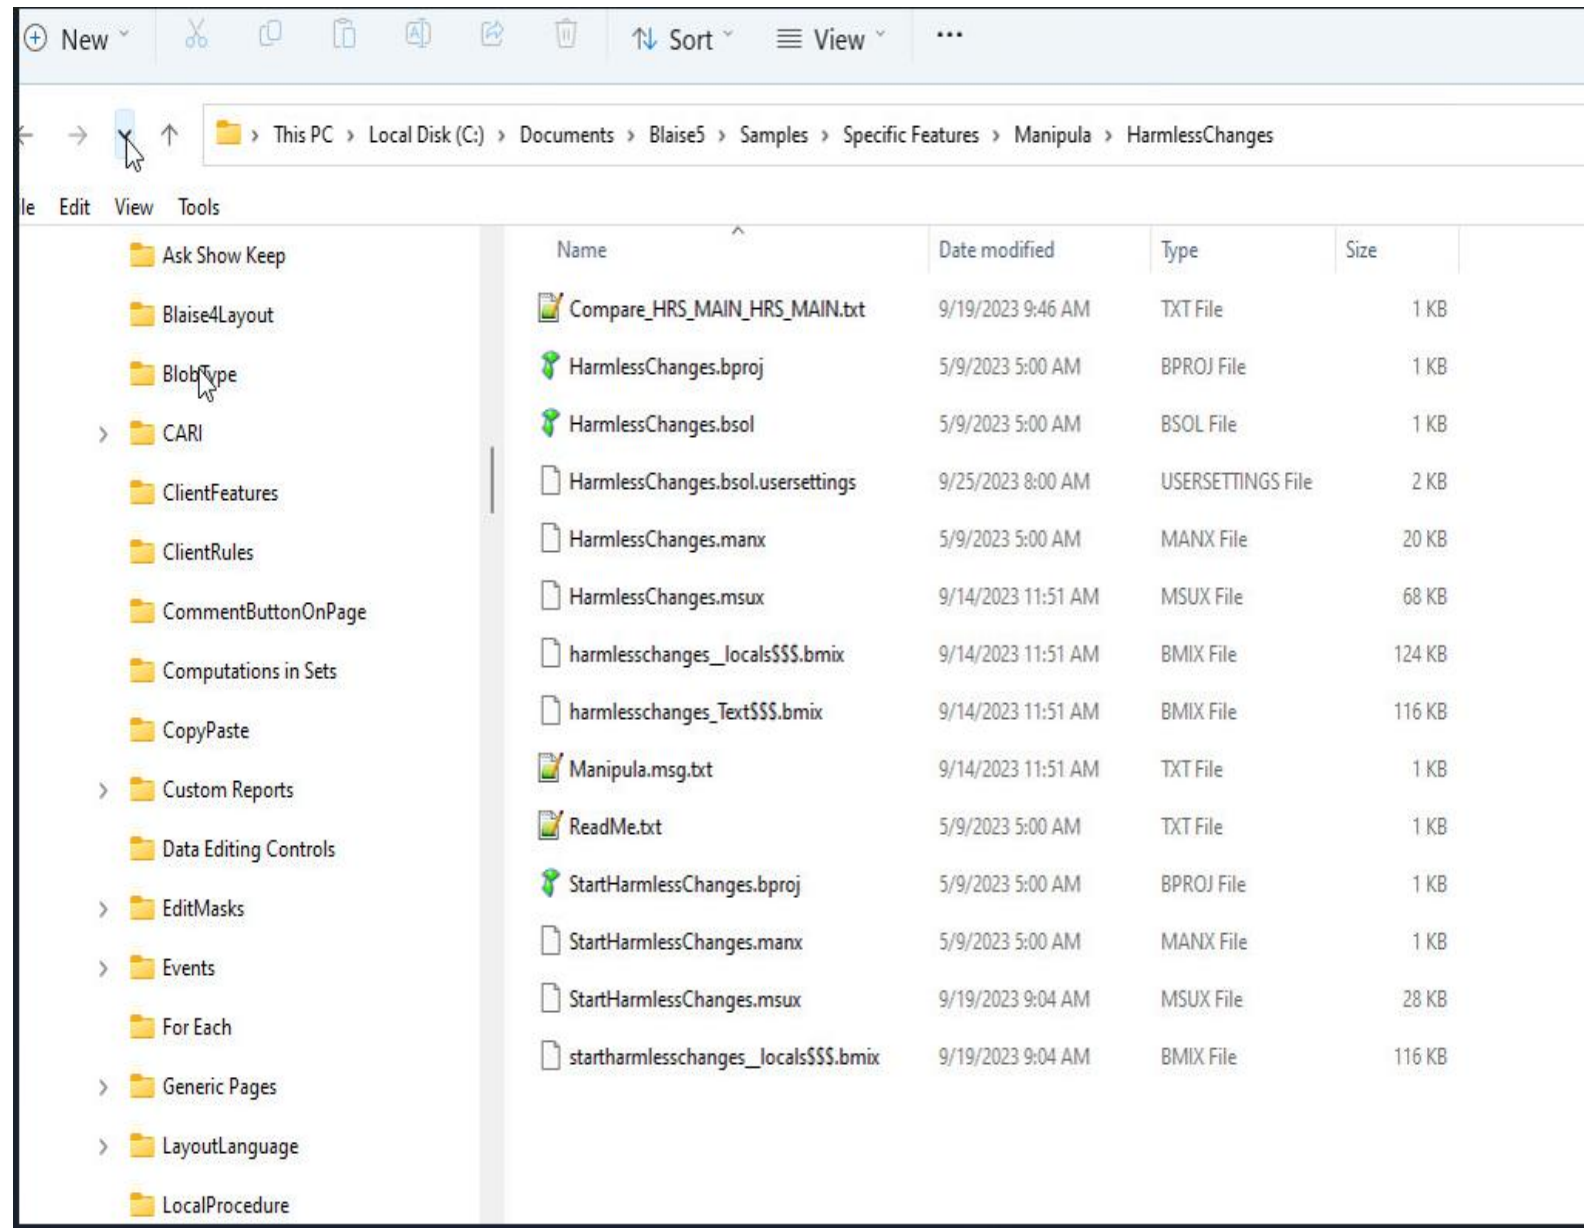 New
Sort
View
This PC > Local Disk (C:) > Documents > Blaise5 > Samples > Specific Features > Manipula > HarmlessChanges
le Edit View Tools
Ask Show Keep
Blaise4Layout
BlobType
CARI
ClientFeatures
ClientRules
CommentButtonOnPage
Computations in Sets
CopyPaste
Custom Reports
Data Editing Controls
EditMasks
Events
For Each
Generic Pages
LayoutLanguage
LocalProcedure
Name Date modified Type Size
Compare_HRS_MAIN_HRS_MAIN.txt 9/19/2023 9:46 AM TXT File 1 KB
HarmlessChanges.bproj 5/9/2023 5:00 AM BPROJ File 1 KB
HarmlessChanges.bsol 5/9/2023 5:00 AM BSOL File 1 KB
HarmlessChanges.bsol.usersettings 9/25/2023 8:00 AM USERSETTINGS File 2 KB
HarmlessChanges.manx 5/9/2023 5:00 AM MANX File 20 KB
HarmlessChanges.msux 9/14/2023 11:51 AM MSUX File 68 KB
harmlesschanges__locals$$$.bmix 9/14/2023 11:51 AM BMIX File 124 KB
harmlesschanges_Text$$$.bmix 9/14/2023 11:51 AM BMIX File 116 KB
Manipula.msg.txt 9/14/2023 11:51 AM TXT File 1 KB
ReadMe.txt 5/9/2023 5:00 AM TXT File 1 KB
StartHarmlessChanges.bproj 5/9/2023 5:00 AM BPROJ File 1 KB
StartHarmlessChanges.manx 5/9/2023 5:00 AM MANX File 1 KB
StartHarmlessChanges.msux 9/19/2023 9:04 AM MSUX File 28 KB
startharmlesschanges__locals$$$.bmix 9/19/2023 9:04 AM BMIX File 116 KB